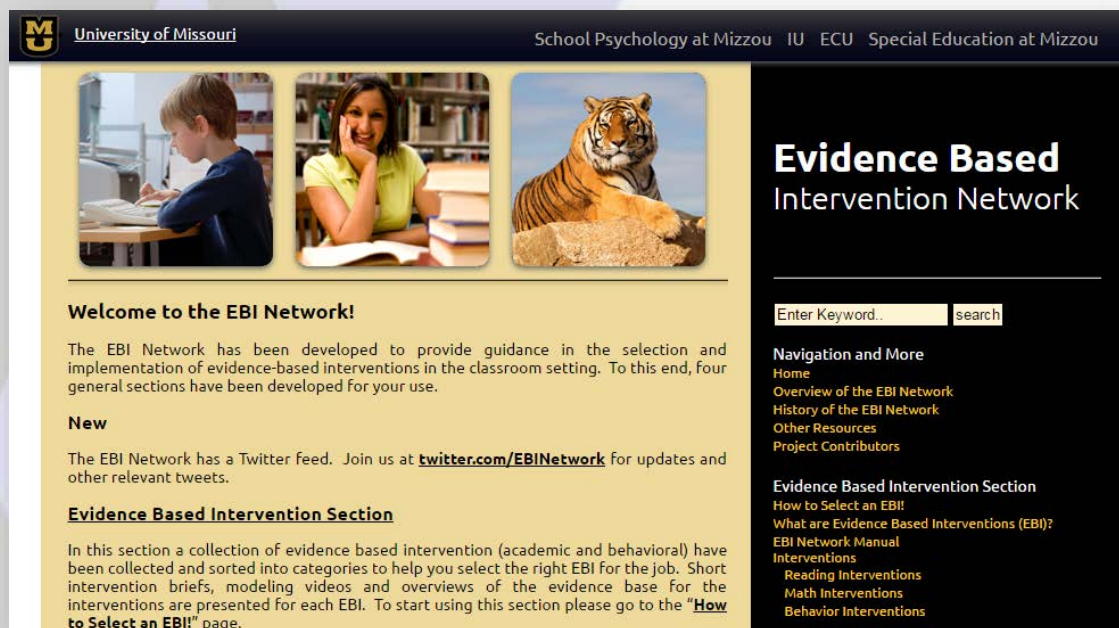 University of Missouri
School Psychology at Mizzou IU ECU Special Education at Mizzou
Welcome to the EBI Network!
The EBI Network has been developed to provide guidance in the selection and
implementation of evidence-based interventions in the classroom setting. To this end, four
general sections have been developed for your use.
New
The EBI Network has a Twitter feed. Join us at twitter.com/EBINetwork for updates and
other relevant tweets.
Evidence Based Intervention Section
In this section a collection of evidence based intervention (academic and behavioral) have
been collected and sorted into categories to help you select the right EBI for the job. Short
intervention briefs, modeling videos and overviews of the evidence base for the
interventions are presented for each EBI. To start using this section please go to the "How
to Select an EBI!" page.
Evidence Based
Intervention Network
Enter Keyword.. search
Navigation and More
Home
Overview of the EBI Network
History of the EBI Network
Other Resources
Project Contributors
Evidence Based Intervention Section
How to Select an EBI!
What are Evidence Based Interventions (EBI)?
EBI Network Manual
Interventions
Reading Interventions
Math Interventions
Behavior Interventions